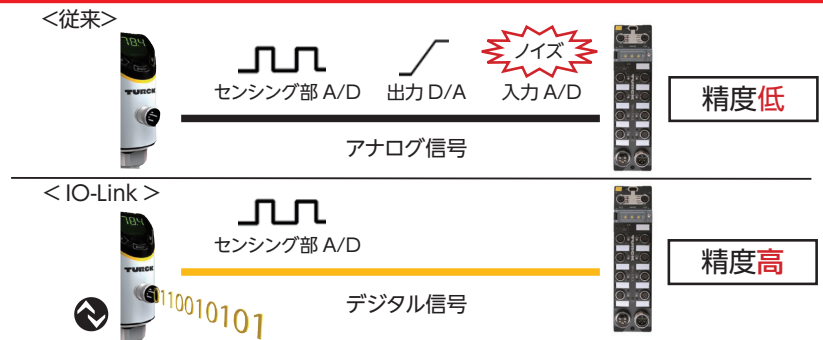 <従来>
784
TURCK
センシング部 A/D
出力 D/A
ノイズ
入力 A/D
アナログ信号
精度低
< IO-Link >
784
TURCK
センシング部 A/D
0110010101
デジタル信号
精度高